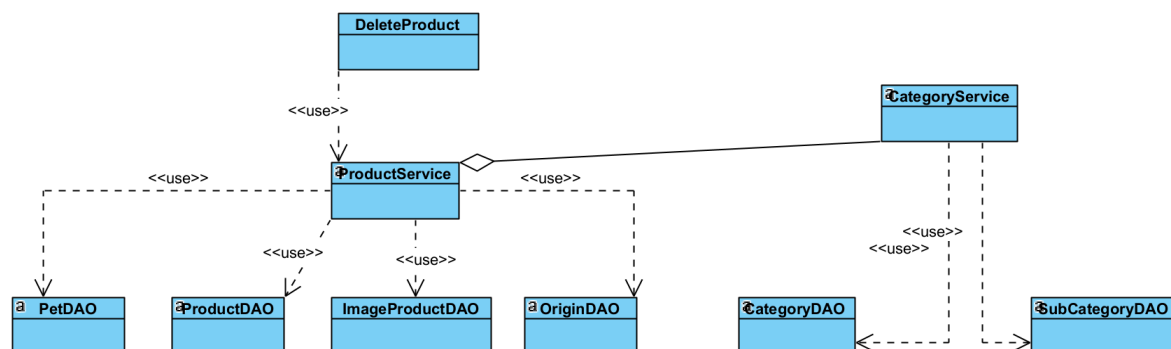 DeleteProduct
<<use>>
a CategoryService
a ProductService
<<use>>
<<use>>
<<use>>
<<use>>
<<use>>
<<use>>
a PetDAO
a ProductDAO
ImageProductDAO
a OriginDAO
a CategoryDAO
a SubCategoryDAO